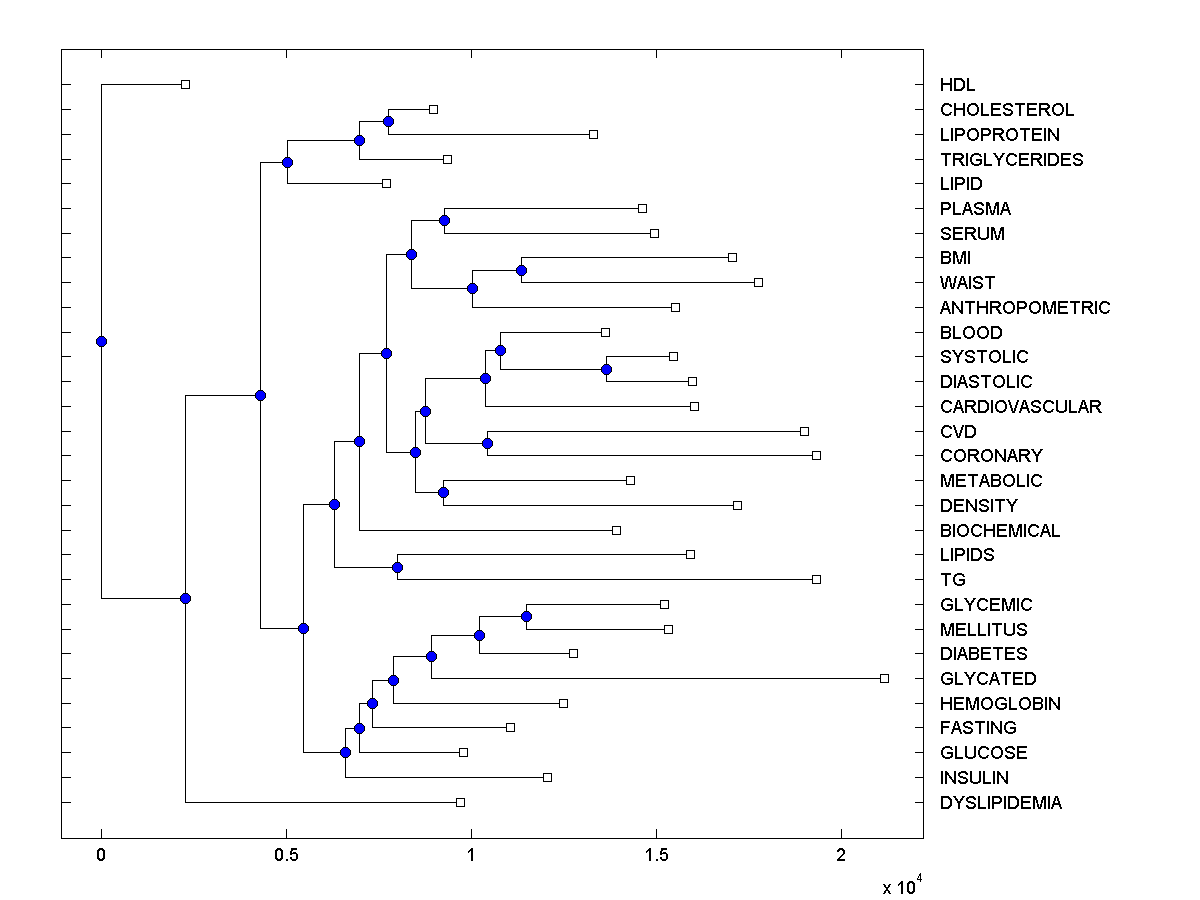 HDL
CHOLESTEROL
LIPOPROTEIN
TRIGLYCERIDES
LIPID
PLASMA
SERUM
BMI
WAIST
ANTHROPOMETRIC
BLOOD
SYSTOLIC
DIASTOLIC
CARDIOVASCULAR
CVD
CORONARY
METABOLIC
DENSITY
BIOCHEMICAL
LIPIDS
TG
GLYCEMIC
MELLITUS
DIABETES
GLYCATED
HEMOGLOBIN
FASTING
GLUCOSE
INSULIN
DYSLIPIDEMIA
0 0.5 1 1.5 2
x 10^4